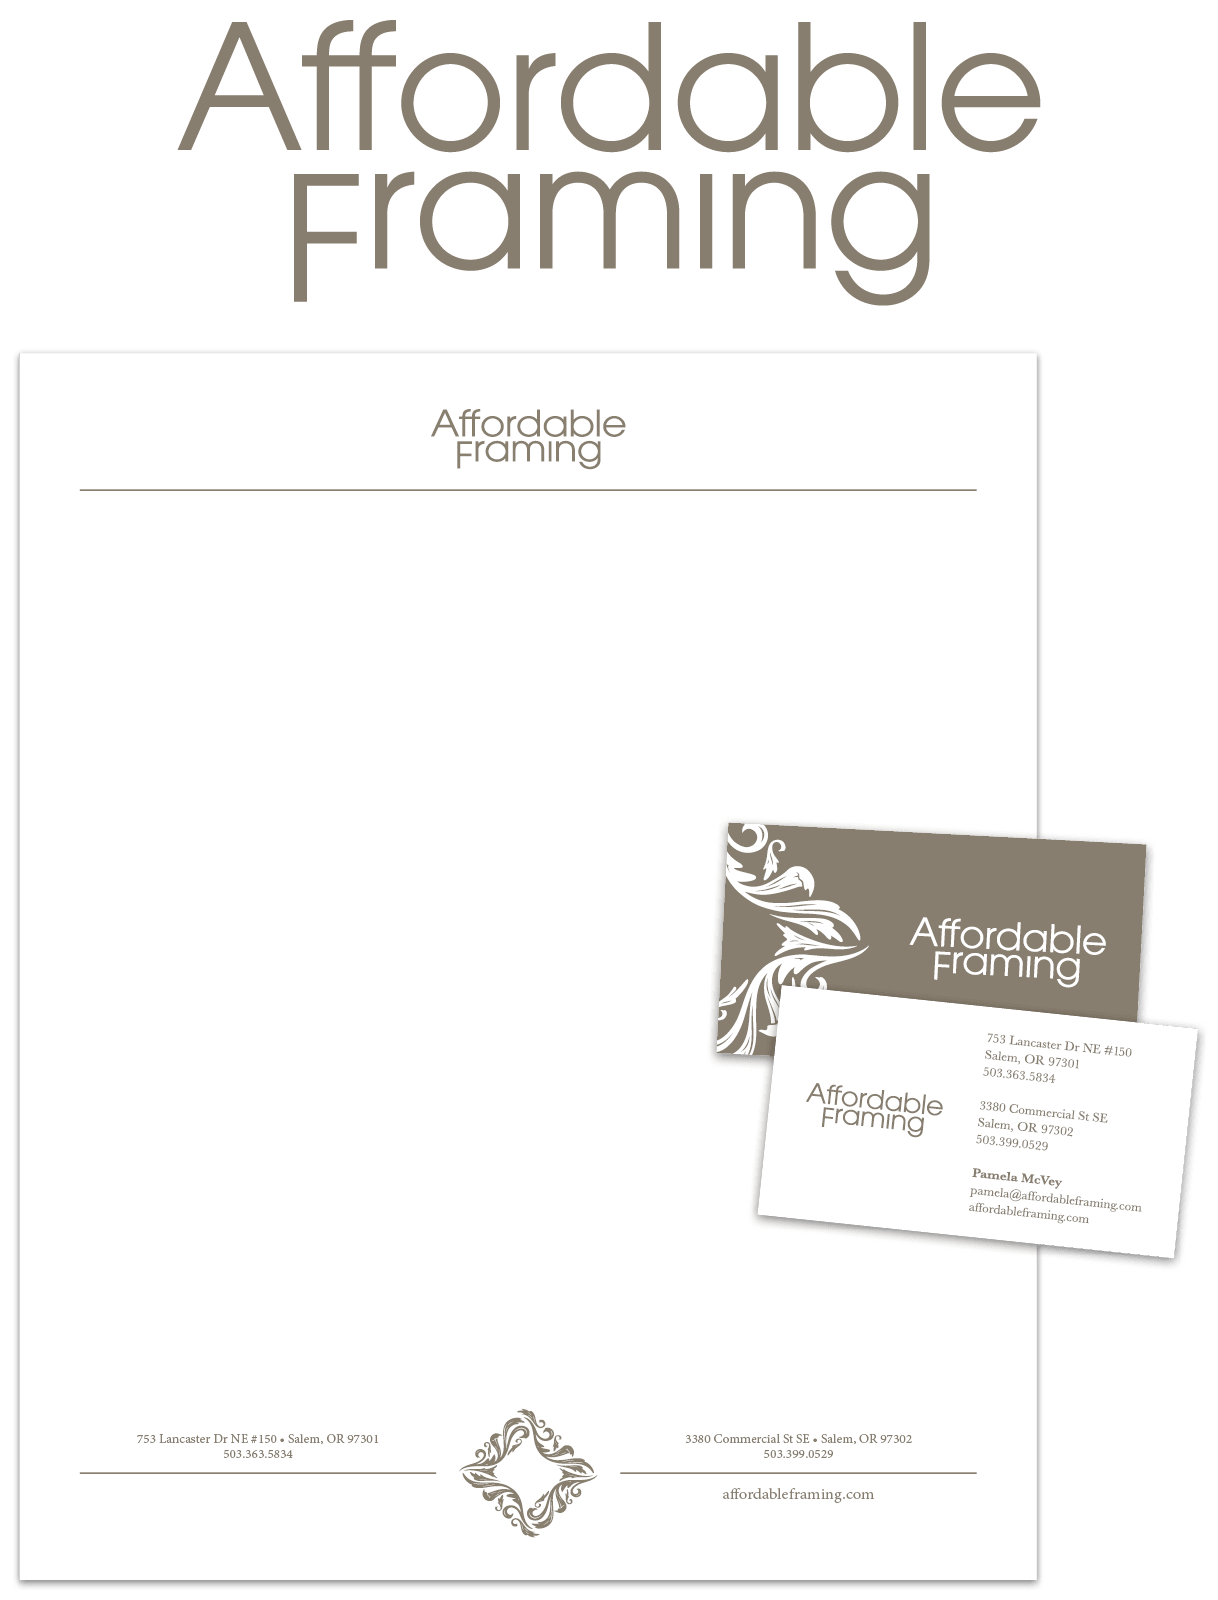 Affordable
Framing
Affordable
Framing
Affordable
Framing
753 Lancaster Dr NE #150
Salem, OR 97301
503.363.5834
3380 Commercial St SE
Salem, OR 97302
503.399.0529
Affordable
Framing
Pamela McVey
pamela@affordableframing.com
affordableframing.com
753 Lancaster Dr NE #150 • Salem, OR 97301
503.363.5834
3380 Commercial St SE • Salem, OR 97302
503.399.0529
affordableframing.com